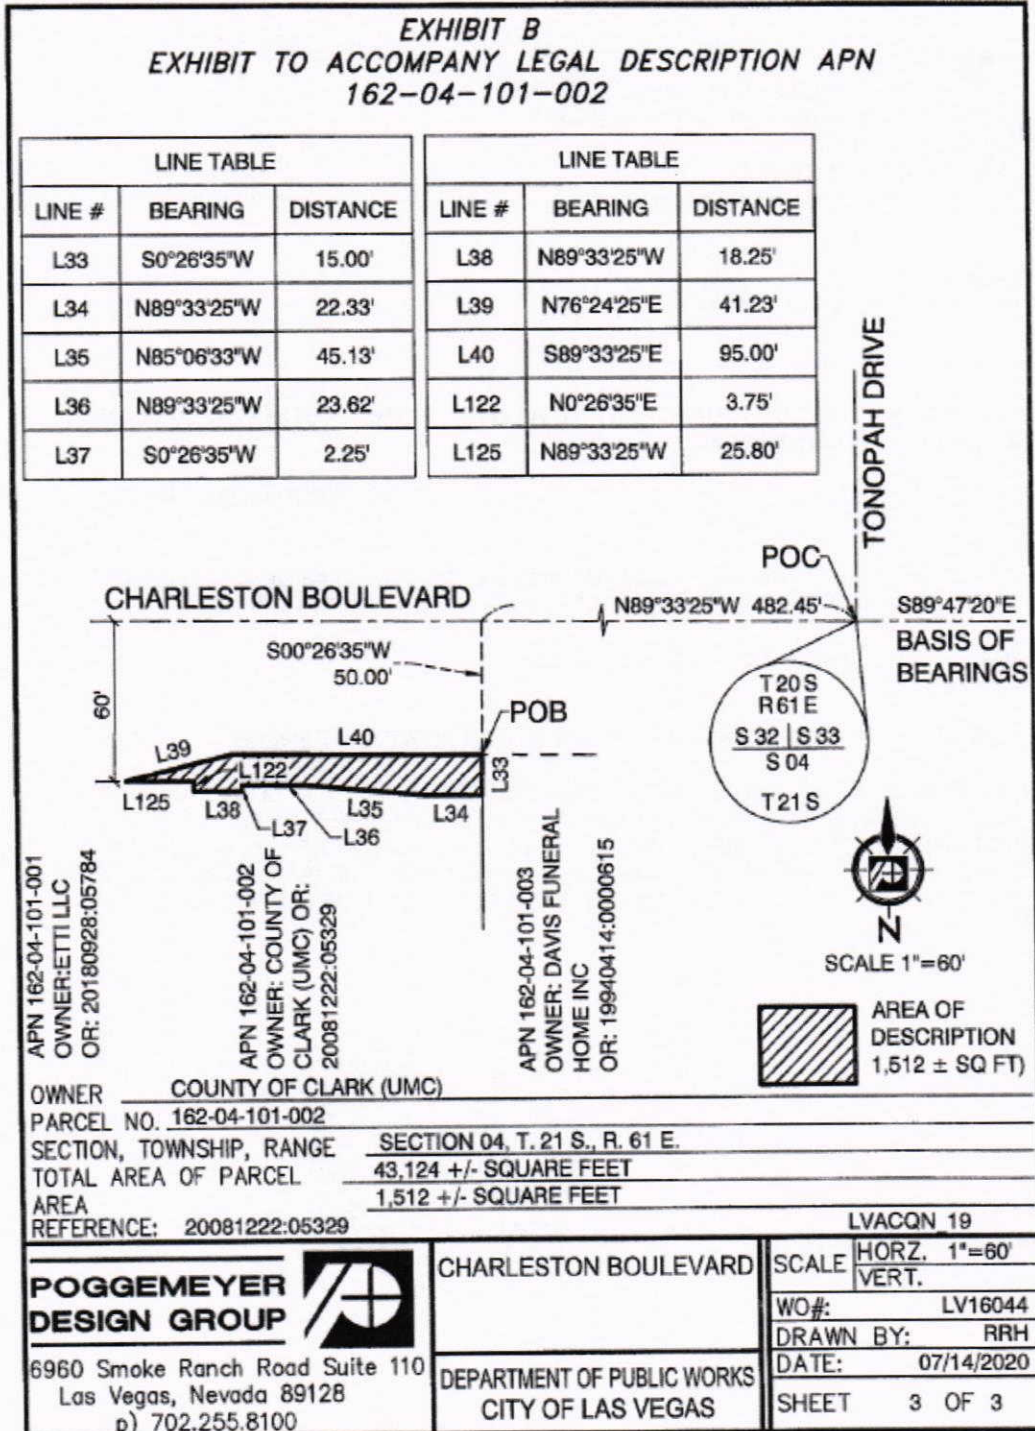 EXHIBIT B
EXHIBIT TO ACCOMPANY LEGAL DESCRIPTION APN
162-04-101-002
LINE TABLE
LINE # BEARING DISTANCE
L33 S0°26'35"W 15.00'
L34 N89°33'25"W 22.33'
L35 N85°06'33"W 45.13'
L36 N89°33'25"W 23.62'
L37 S0°26'35"W 2.25'
LINE TABLE
LINE # BEARING DISTANCE
L38 N89°33'25"W 18.25'
L39 N76°24'25"E 41.23'
L40 S89°33'25"E 95.00'
L122 N0°26'35"E 3.75'
L125 N89°33'25"W 25.80'
TONOPAH DRIVE
POC
CHARLESTON BOULEVARD
N89°33'25"W 482.45'
S89°47'20"E
BASIS OF
BEARINGS
S00°26'35"W
50.00'
60'
POB
L39
L40
L33
L122
L125
L38
L37
L36
L35
L34
T 20 S
R 61 E
S 32 | S 33
S 04
T 21 S
N
SCALE 1"=60'
APN 162-04-101-001
OWNER:ETTI LLC
OR: 20180928:05784
APN 162-04-101-002
OWNER: COUNTY OF
CLARK (UMC) OR:
20081222:05329
APN 162-04-101-003
OWNER: DAVIS FUNERAL
HOME INC
OR: 19940414:0000615
AREA OF
DESCRIPTION
1,512 ± SQ FT)
OWNER COUNTY OF CLARK (UMC)
PARCEL NO. 162-04-101-002
SECTION, TOWNSHIP, RANGE SECTION 04, T. 21 S., R. 61 E.
TOTAL AREA OF PARCEL 43,124 +/- SQUARE FEET
AREA 1,512 +/- SQUARE FEET
REFERENCE: 20081222:05329
LVACQN_19
POGGEMEYER
DESIGN GROUP
6960 Smoke Ranch Road Suite 110
Las Vegas, Nevada 89128
p) 702.255.8100
CHARLESTON BOULEVARD
DEPARTMENT OF PUBLIC WORKS
CITY OF LAS VEGAS
SCALE HORZ. 1"=60'
VERT.
WO#: LV16044
DRAWN BY: RRH
DATE: 07/14/2020
SHEET 3 OF 3